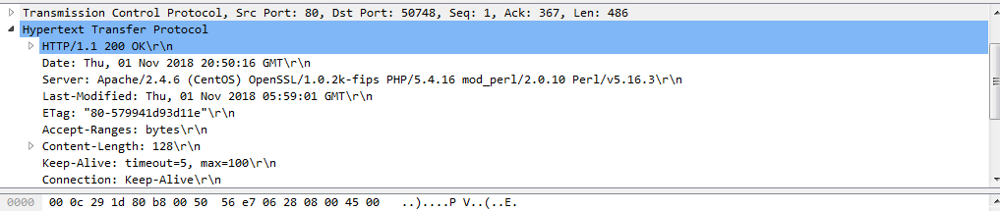 Transmission Control Protocol, Src Port: 80, Dst Port: 50748, Seq: 1, Ack: 367, Len: 486
Hypertext Transfer Protocol
HTTP/1.1 200 OK\r\n
Date: Thu, 01 Nov 2018 20:50:16 GMT\r\n
Server: Apache/2.4.6 (CentOS) OpenSSL/1.0.2k-fips PHP/5.4.16 mod_perl/2.0.10 Perl/v5.16.3\r\n
Last-Modified: Thu, 01 Nov 2018 05:59:01 GMT\r\n
ETag: "80-579941d93d11e"\r\n
Accept-Ranges: bytes\r\n
Content-Length: 128\r\n
Keep-Alive: timeout=5, max=100\r\n
Connection: Keep-Alive\r\n
0000 00 0c 29 1d 80 b8 00 50 56 e7 06 28 08 00 45 00 ..)....P V..(..E.